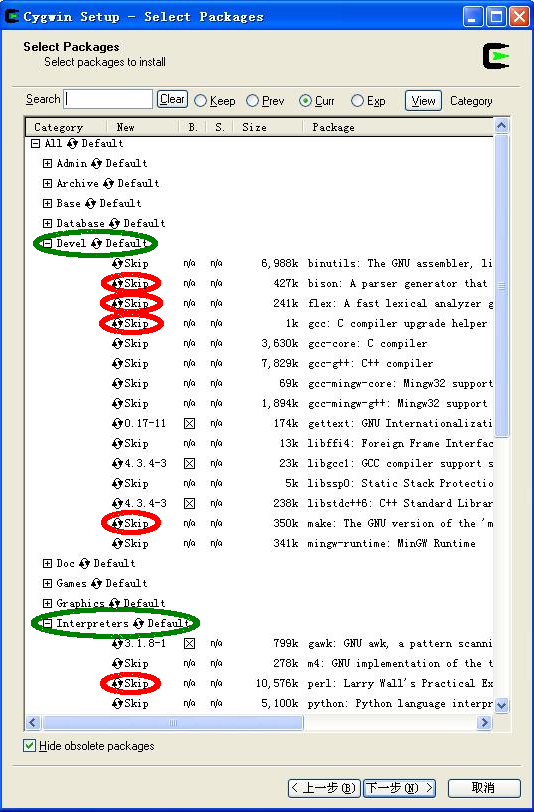 Cygwin Setup - Select Packages
Select Packages
Select packages to install
Search Clear Keep Prev Curr Exp View Category
Category New B. S. Size Package
All Default
Admin Default
Archive Default
Base Default
Database Default
Devel Default
Skip n/a n/a 6,988k binutils: The GNU assembler, li
Skip n/a n/a 427k bison: A parser generator that
Skip n/a n/a 241k flex: A fast lexical analyzer g
Skip n/a n/a 1k gcc: C compiler upgrade helper
Skip n/a n/a 3,630k gcc-core: C compiler
Skip n/a n/a 7,829k gcc-g++: C++ compiler
Skip n/a n/a 69k gcc-mingw-core: Mingw32 support
Skip n/a n/a 1,894k gcc-mingw-g++: Mingw32 support
0.17-11 n/a 174k gettext: GNU Internationalizati
Skip n/a n/a 13k libffi4: Foreign Frame Interfac
4.3.4-3 n/a 23k libgcc1: GCC compiler support s
Skip n/a n/a 5k libssp0: Static Stack Protectio
4.3.4-3 n/a 238k libstdc++6: C++ Standard Librar
Skip n/a n/a 350k make: The GNU version of the 'm
Skip n/a n/a 341k mingw-runtime: MinGW Runtime
Doc Default
Games Default
Graphics Default
Interpreters Default
3.1.8-1 n/a 799k gawk: GNU awk, a pattern scanni
Skip n/a n/a 278k m4: GNU implementation of the t
Skip n/a n/a 10,576k perl: Larry Wall's Practical Ex
Skip n/a n/a 5,100k python: Python language interpr
Hide obsolete packages
< 上一步(B) 下一步(N) > 取消